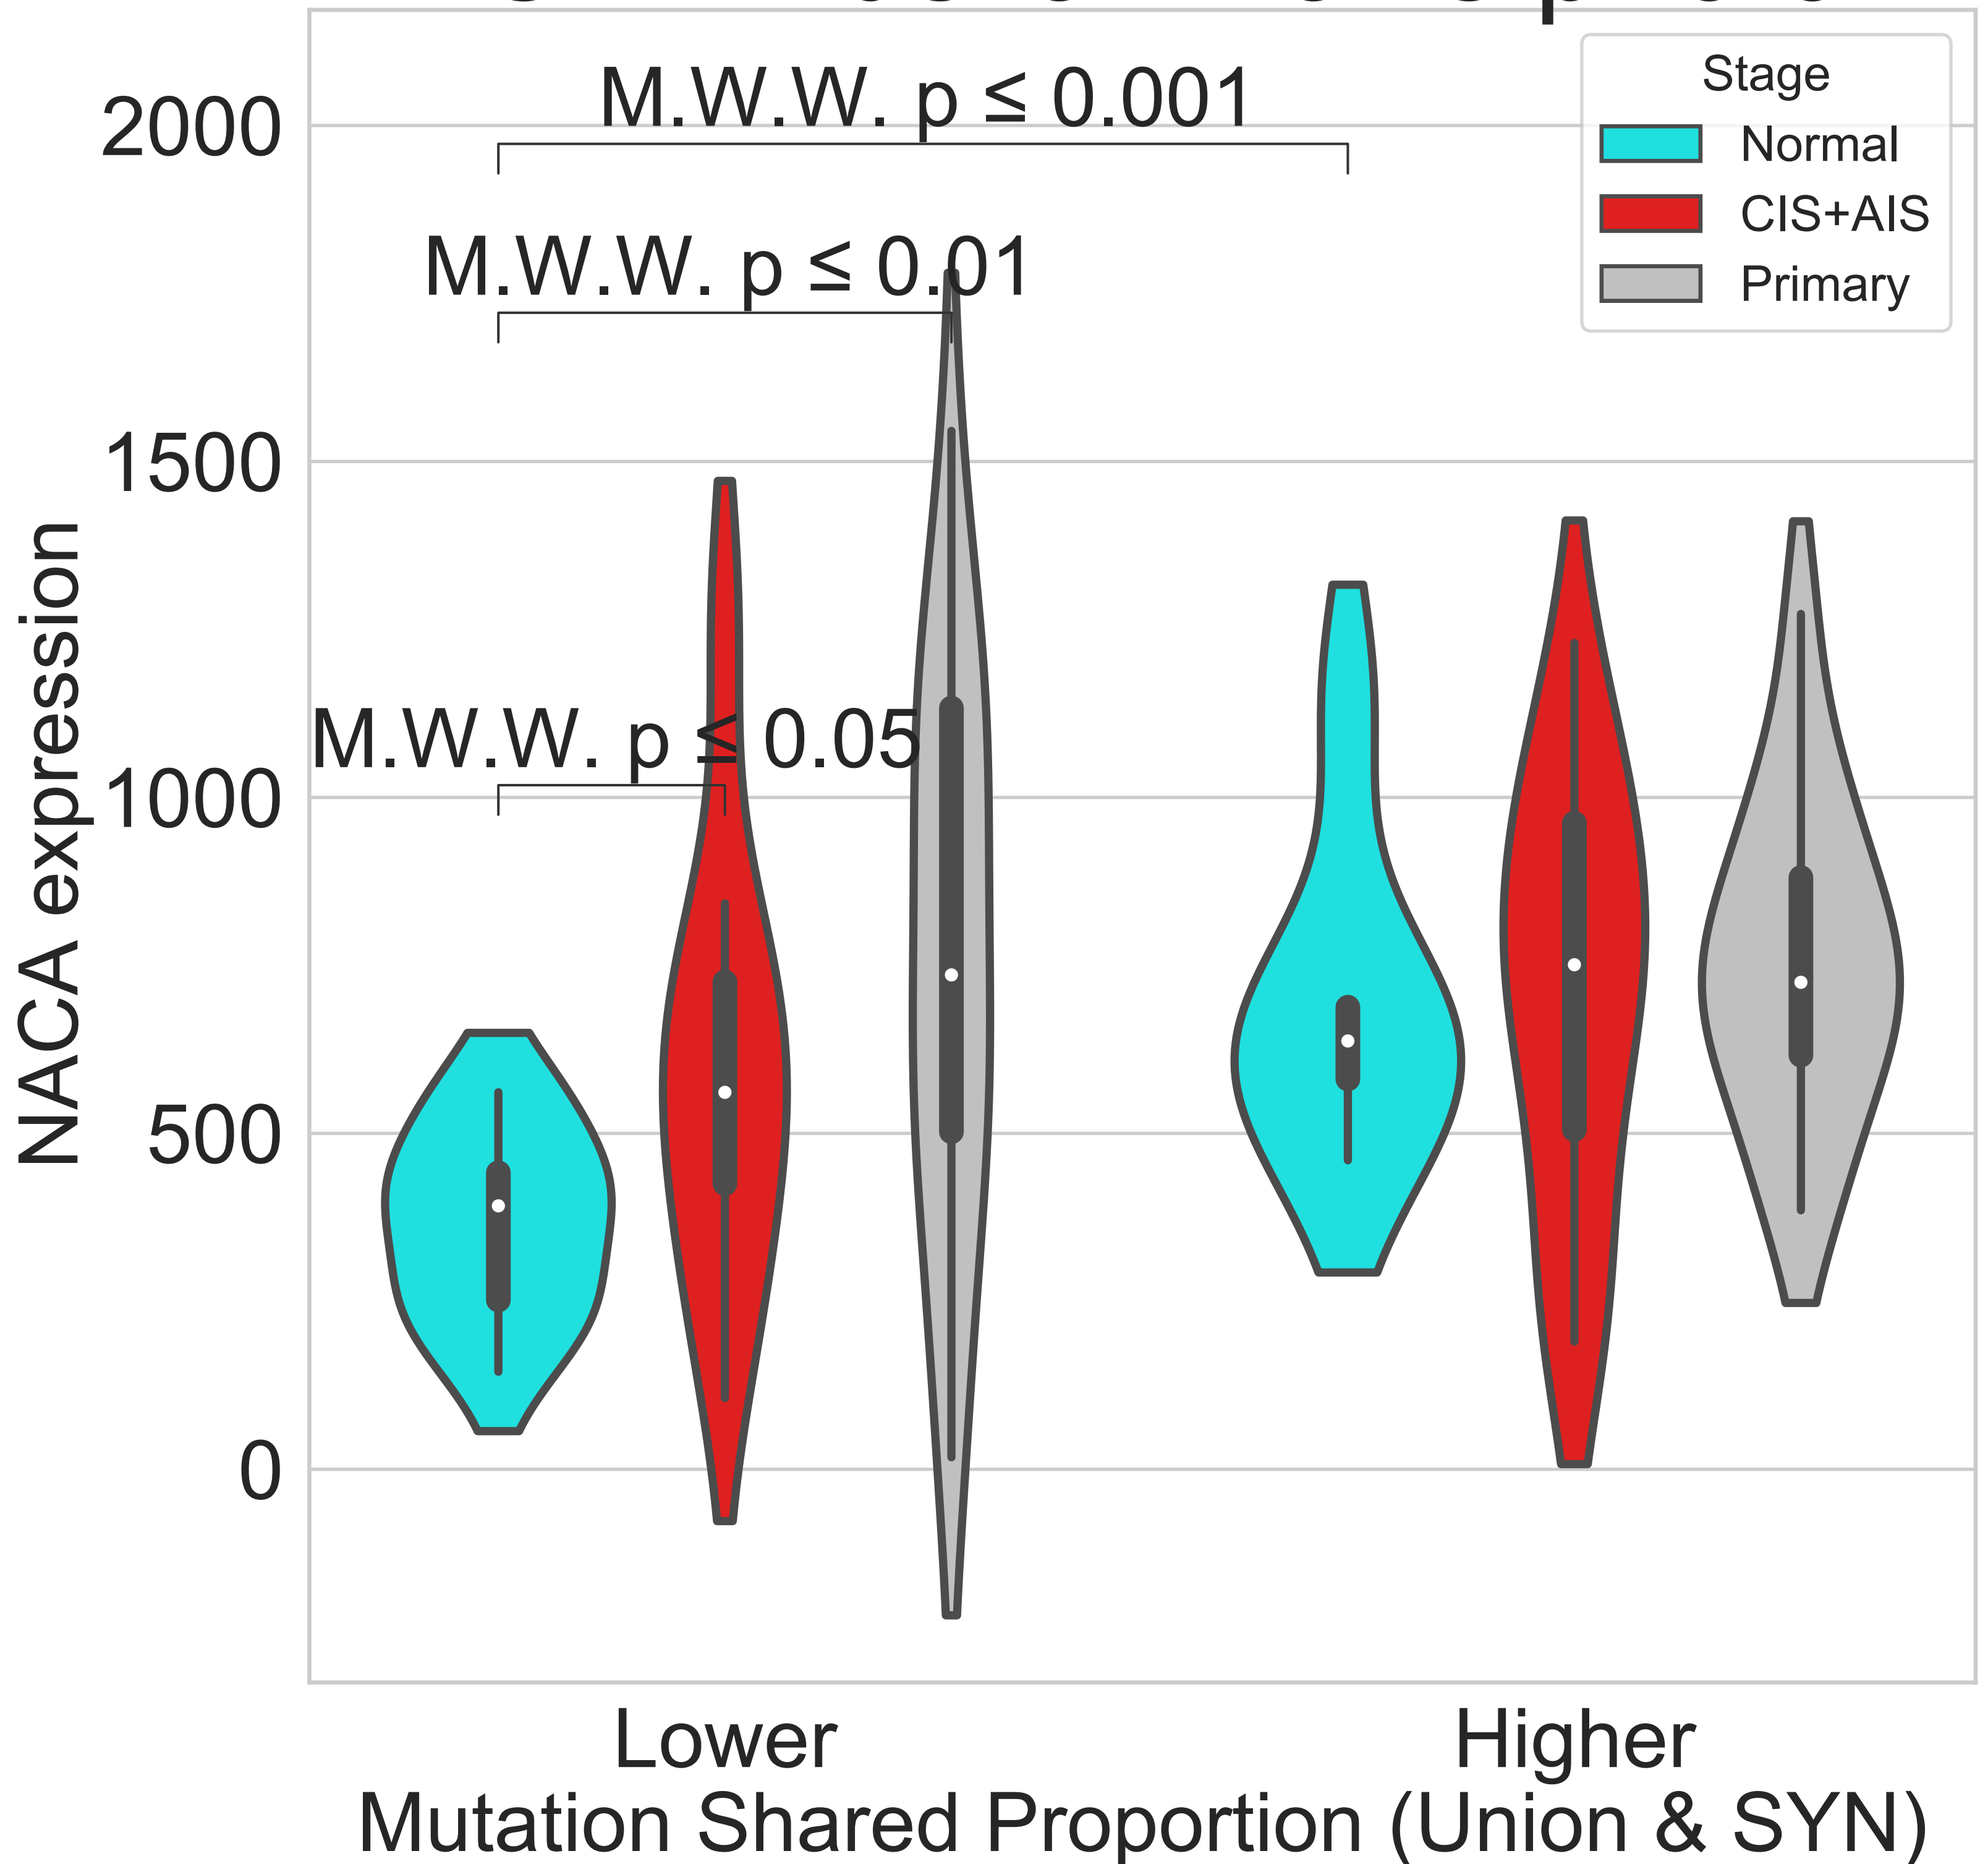 M.W.W. p ≤ 0.001
M.W.W. p ≤ 0.01
M.W.W. p ≤ 0.05
Stage
Normal
CIS+AIS
Primary
2000
1500
1000
500
0
NACA expression
Lower
Higher
Mutation Shared Proportion (Union & SYN)